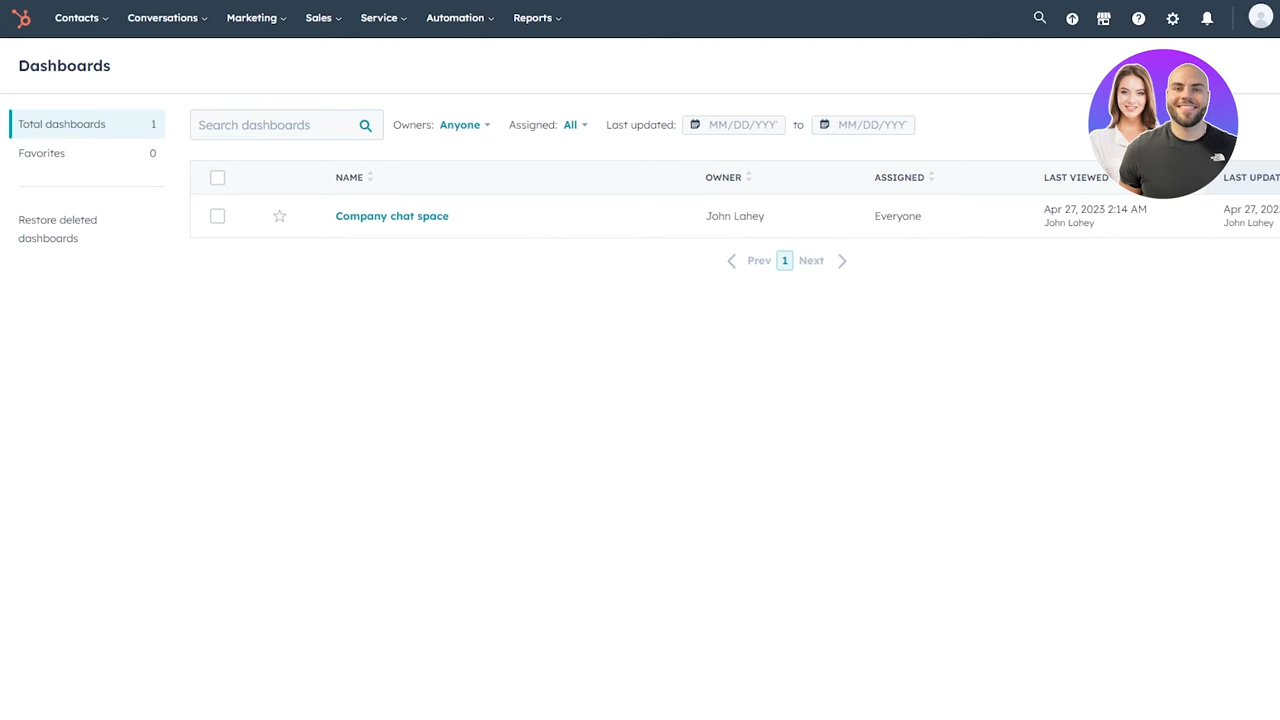 Contacts Conversations Marketing Sales Service Automation Reports
Dashboards
Total dashboards 1
Favorites 0
Restore deleted
dashboards
Search dashboards Owners: Anyone Assigned: All Last updated: MM/DD/YYY to MM/DD/YYY
NAME OWNER ASSIGNED LAST VIEWED LAST UPDAT
Company chat space John Lahey Everyone Apr 27, 2023 2:14 AM Apr 27, 202
John Lahey John Lahey
Prev 1 Next